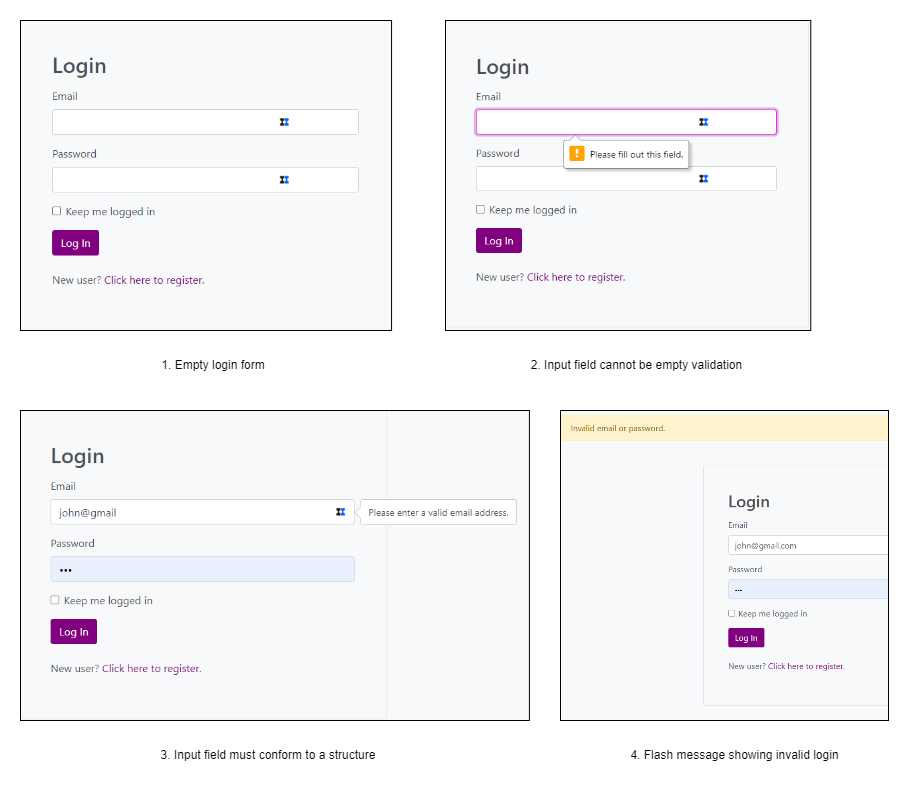 Login
Email
Password
Keep me logged in
Log In
New user? Click here to register.
1. Empty login form
Login
Email
Please fill out this field.
Password
Keep me logged in
Log In
New user? Click here to register.
2. Input field cannot be empty validation
Login
Email
john@gmail
Please enter a valid email address.
Password
Keep me logged in
Log In
New user? Click here to register.
3. Input field must conform to a structure
Invalid email or password.
Login
Email
john@gmail.com
Password
Keep me logged in
Log In
New user? Click here to register.
4. Flash message showing invalid login